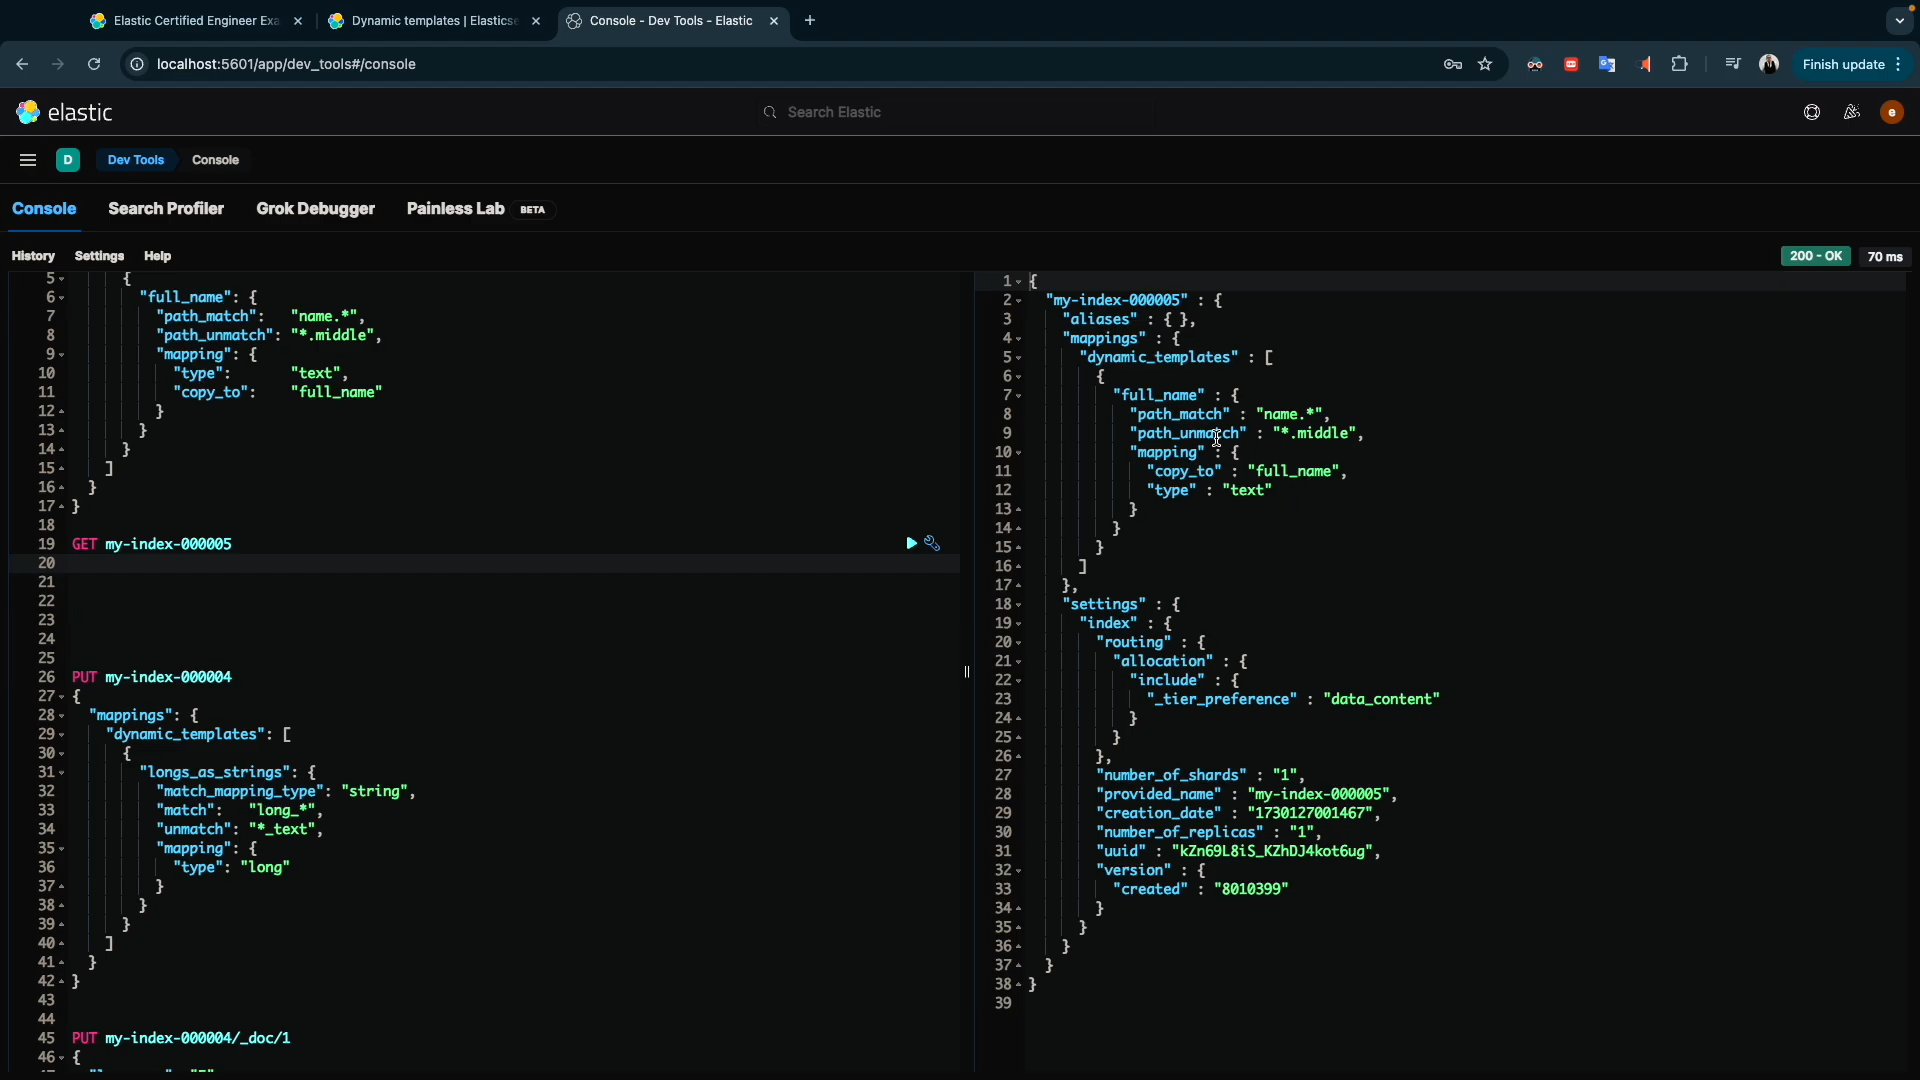 Elastic Certified Engineer Exa
Dynamic templates | Elasticse
Console - Dev Tools - Elastic
localhost:5601/app/dev_tools#/console
Finish update
elastic
Search Elastic
e
D
Dev Tools
Console
Console
Search Profiler
Grok Debugger
Painless Lab
BETA
History
Settings
Help
200 - OK
70 ms
5 {
6 "full_name": {
7 "path_match": "name.*",
8 "path_unmatch": "*.middle",
9 "mapping": {
10 "type": "text",
11 "copy_to": "full_name"
12 }
13 }
14 }
15 ]
16 }
17 }
18
19 GET my-index-000005
20
21
22
23
24
25
26 PUT my-index-000004
27 {
28 "mappings": {
29 "dynamic_templates": [
30 {
31 "longs_as_strings": {
32 "match_mapping_type": "string",
33 "match": "long_*",
34 "unmatch": "*_text",
35 "mapping": {
36 "type": "long"
37 }
38 }
39 }
40 ]
41 }
42 }
43
44
45 PUT my-index-000004/_doc/1
46 {
1 {
2 "my-index-000005" : {
3 "aliases" : { },
4 "mappings" : {
5 "dynamic_templates" : [
6 {
7 "full_name" : {
8 "path_match" : "name.*",
9 "path_unmatch" : "*.middle",
10 "mapping" : {
11 "copy_to" : "full_name",
12 "type" : "text"
13 }
14 }
15 }
16 ]
17 },
18 "settings" : {
19 "index" : {
20 "routing" : {
21 "allocation" : {
22 "include" : {
23 "_tier_preference" : "data_content"
24 }
25 }
26 },
27 "number_of_shards" : "1",
28 "provided_name" : "my-index-000005",
29 "creation_date" : "1730127001467",
30 "number_of_replicas" : "1",
31 "uuid" : "kZn69L8iS_KZhDJ4kot6ug",
32 "version" : {
33 "created" : "8010399"
34 }
35 }
36 }
37 }
38 }
39